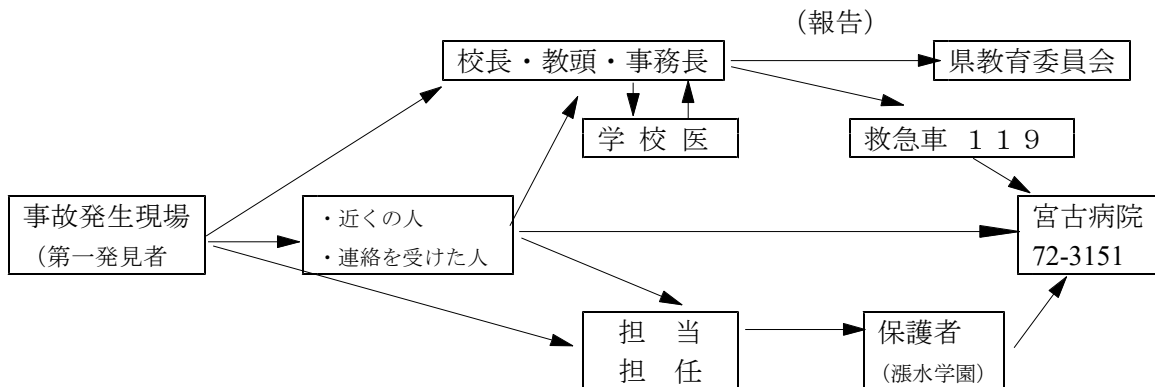 （報告）
校長・教頭・事務長
県教育委員会
学 校 医
救急車 １１９
事故発生現場
（第一発見者
・近くの人
・連絡を受けた人
宮古病院
72-3151
担 当
担 任
保護者
（漲水学園）